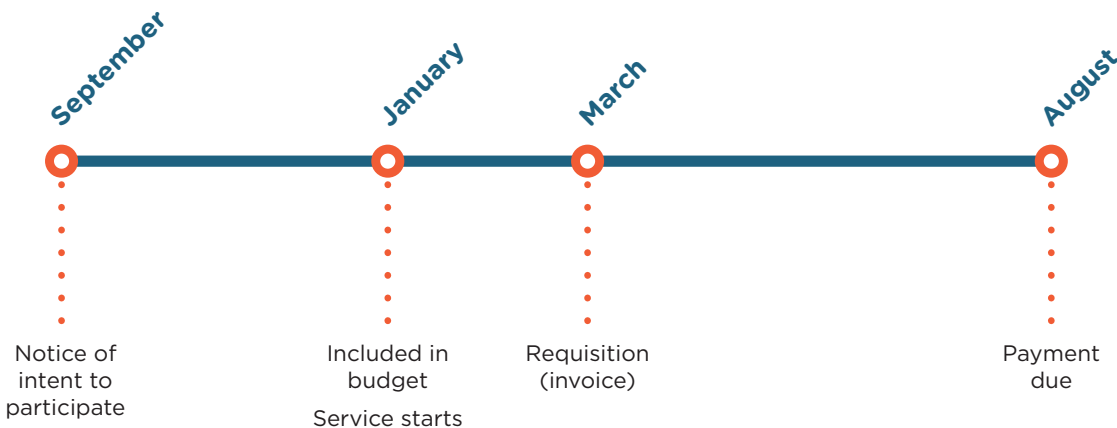 September
January
March
August
Notice of
intent to
participate
Included in
budget
Service starts
Requisition
(invoice)
Payment
due